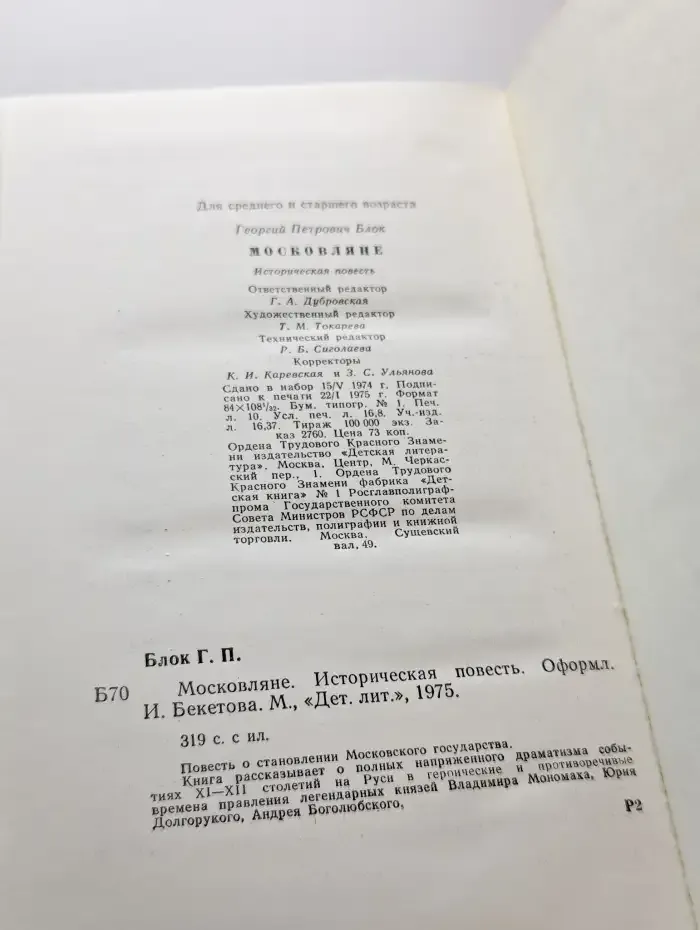 Для среднего и старшего возраста
Георгий Петрович Блок
МОСКОВЛЯНЕ
Историческая повесть
Ответственный редактор
Г. А. Дубровская
Художественный редактор
Т. М. Токарева
Технический редактор
Р. Б. Сиголаева
Корректоры
К. И. Каревская и З. С. Ульянова
Сдано в набор 15/V 1974 г. Подпи-
сано к печати 22/I 1975 г. Формат
84×108¹/₃₂. Бум. типогр. № 1. Печ.
л. 10. Усл. печ. л. 16,8. Уч.-изд.
л. 16,37. Тираж 100 000 экз. За-
каз 2760. Цена 73 коп.
Ордена Трудового Красного Знаме-
ни издательство «Детская литера-
тура». Москва, Центр, М. Черкас-
ский пер., 1. Ордена Трудового
Красного Знамени фабрика «Дет-
ская книга» № 1 Росглавполиграф-
прома Государственного комитета
Совета Министров РСФСР по делам
издательств, полиграфии и книжной
торговли. Москва. Сущевский
вал, 49.
Блок Г. П.
Б70 Московляне. Историческая повесть. Оформл.
И. Бекетова. М., «Дет. лит.», 1975.
319 с. с ил.
Повесть о становлении Московского государства.
Книга рассказывает о полных напряженного драматизма собы-
тиях XI—XII столетий на Руси в героические и противоречивые
времена правления легендарных князей Владимира Мономаха, Юрия
Долгорукого, Андрея Боголюбского,
Р2